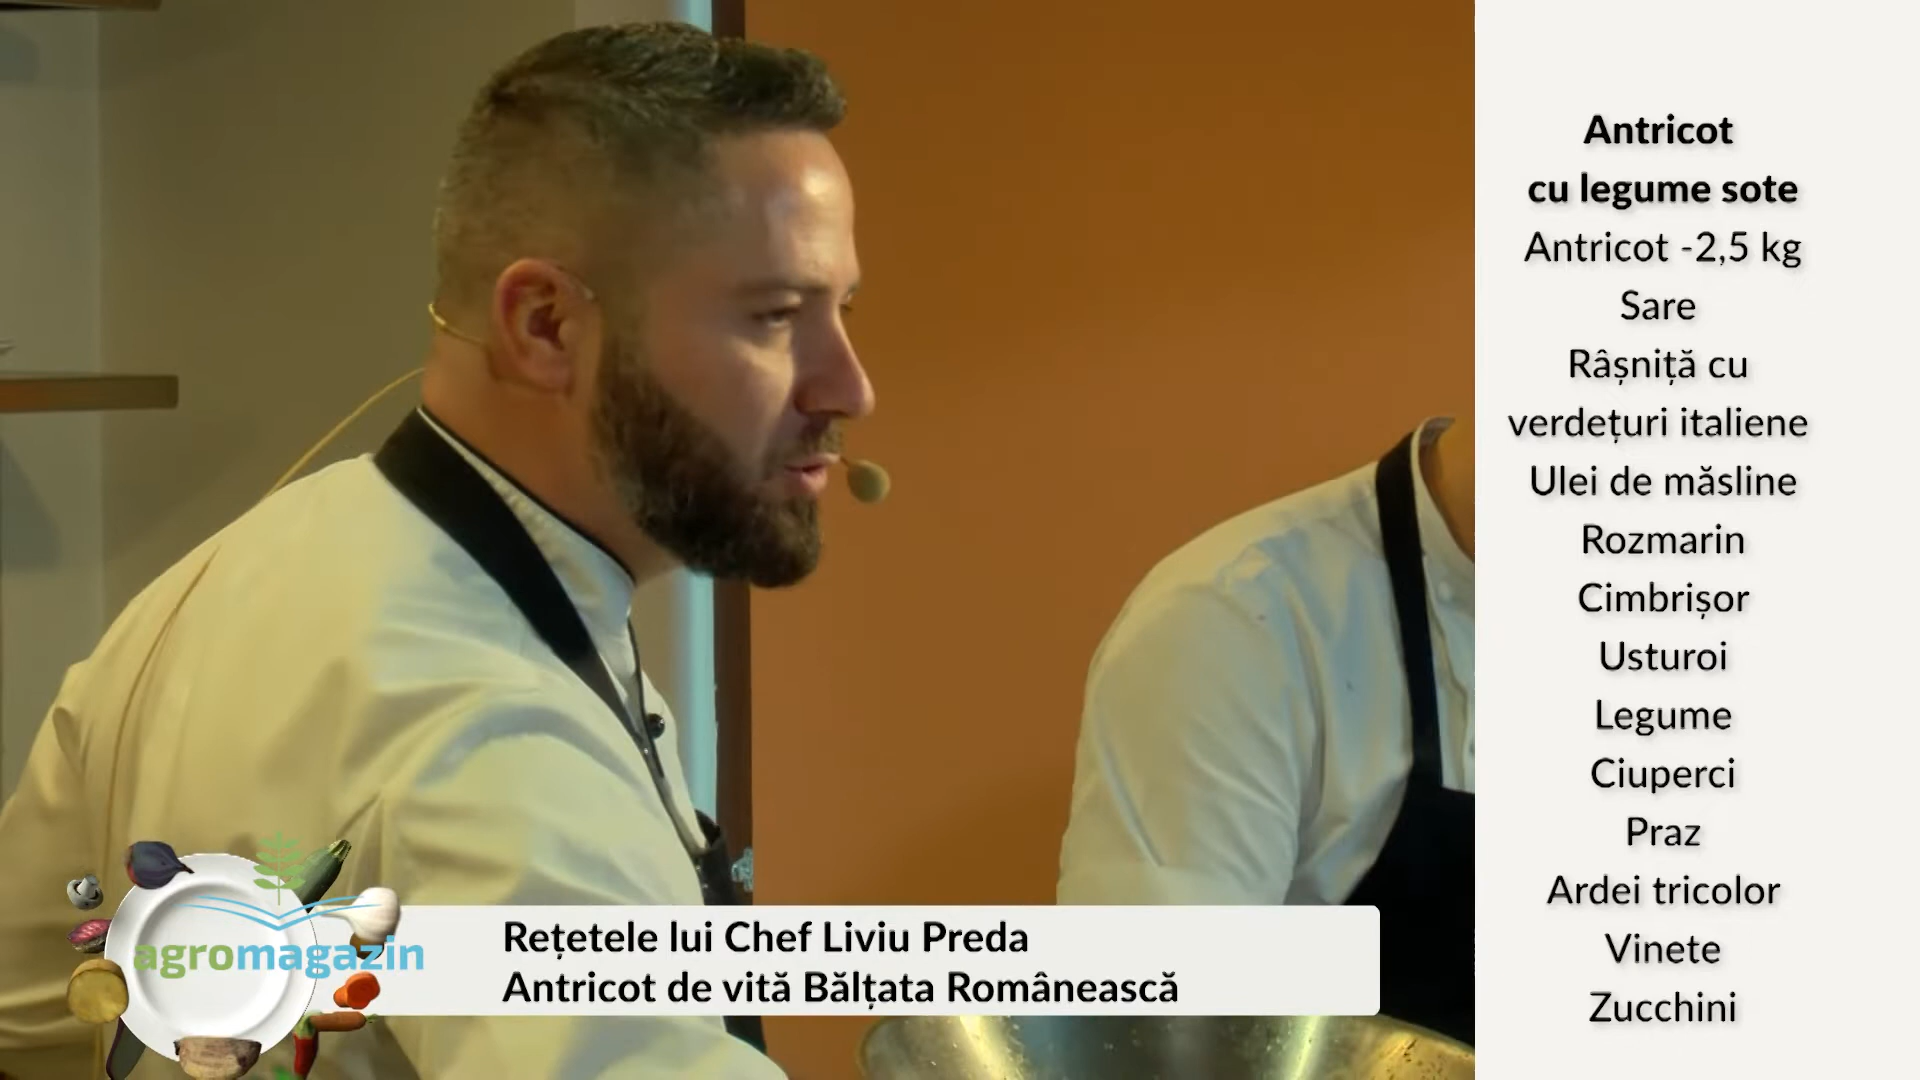 Antricot
cu legume sote
Antricot -2,5 kg
Sare
Râșniță cu
verdețuri italiene
Ulei de măsline
Rozmarin
Cimbrișor
Usturoi
Legume
Ciuperci
Praz
Ardei tricolor
Vinete
Zucchini
agromagazin
Rețetele lui Chef Liviu Preda
Antricot de vită Bălțata Românească